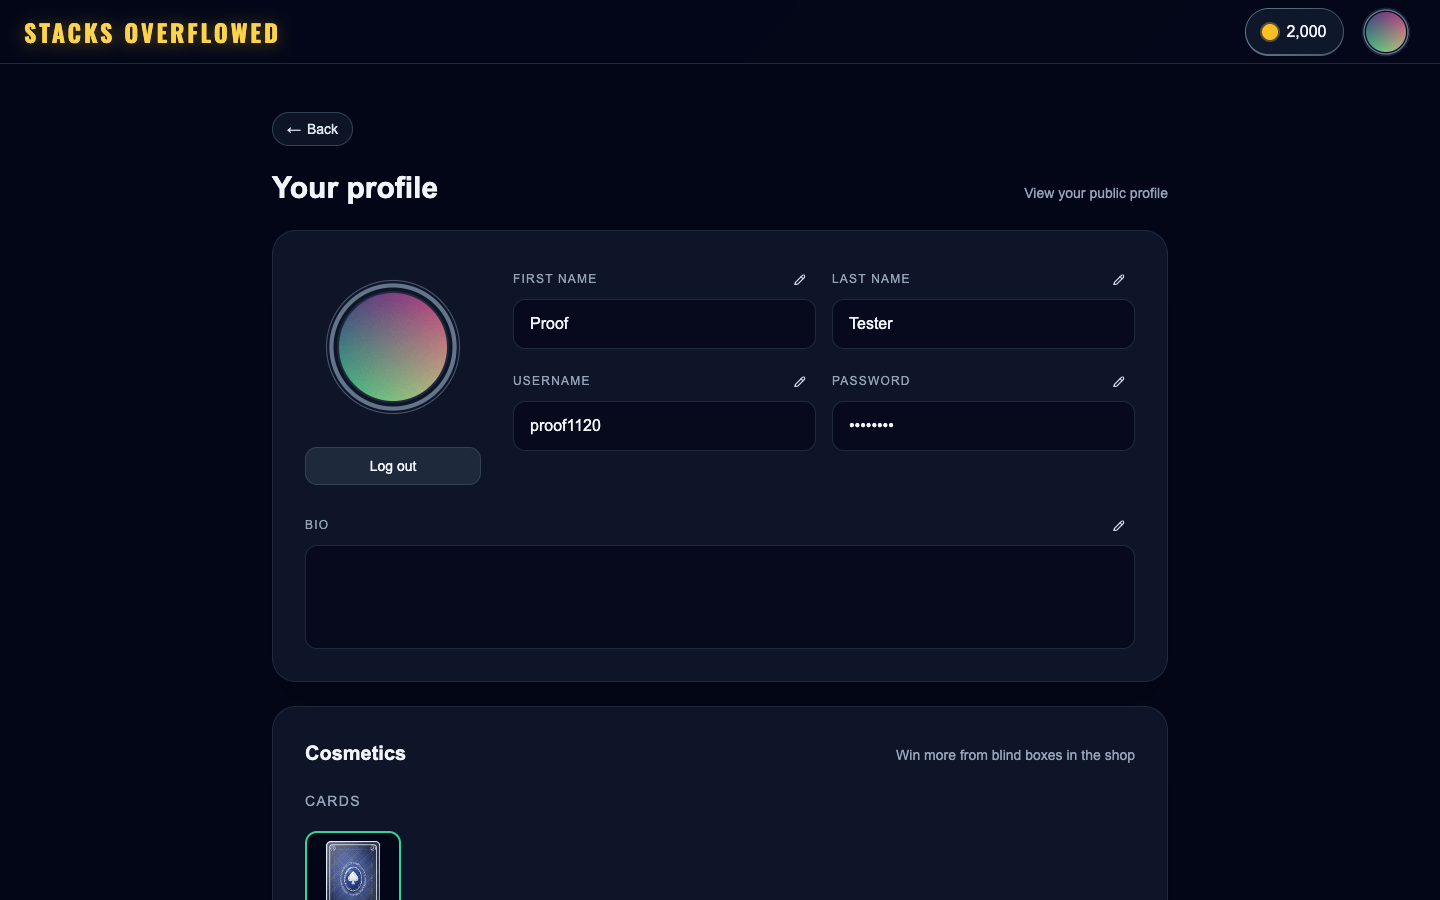 STACKS OVERFLOWED
2,000
← Back
Your profile
View your public profile
FIRST NAME
LAST NAME
Proof
Tester
USERNAME
PASSWORD
proof1120
••••••••
Log out
BIO
Cosmetics
Win more from blind boxes in the shop
CARDS